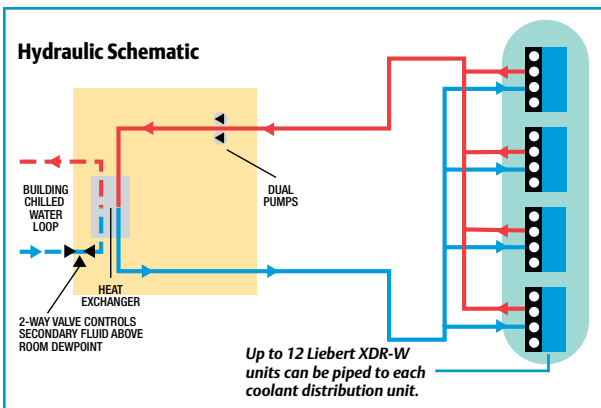 Hydraulic Schematic
DUAL
PUMPS
BUILDING
CHILLED
WATER
LOOP
HEAT
EXCHANGER
2-WAY VALVE CONTROLS
SECONDARY FLUID ABOVE
ROOM DEWPOINT
Up to 12 Liebert XDR-W
units can be piped to each
coolant distribution unit.